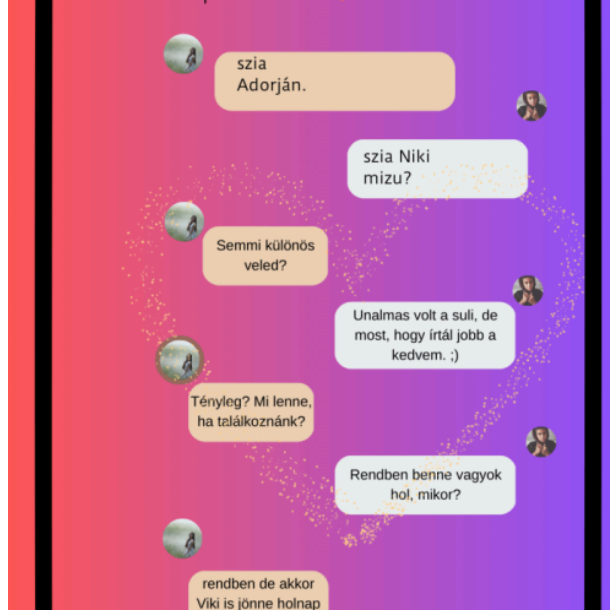 szia
Adorján.
szia Niki
mizu?
Semmi különös
veled?
Unalmas volt a suli, de
most, hogy írtál jobb a
kedvem. ;)
Tényleg? Mi lenne,
ha találkoznánk?
Rendben benne vagyok
hol, mikor?
rendben de akkor
Viki is jönne holnap